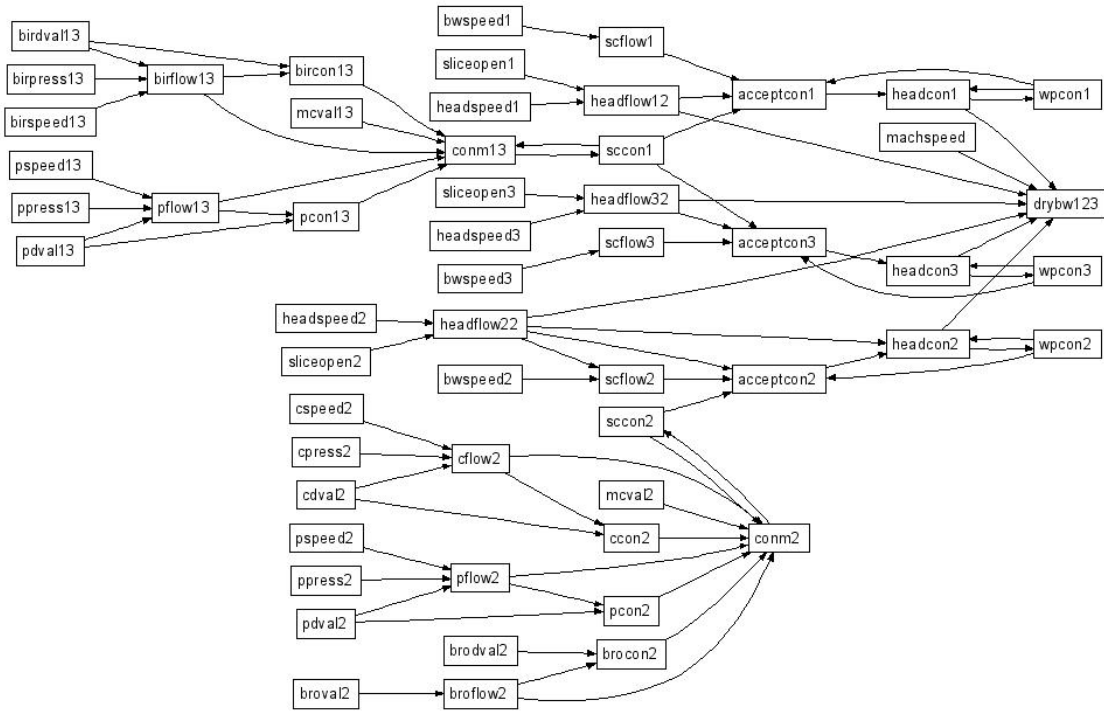 bwspeed1
birdval13
scflow1
sliceopen1
birpress13
birflow13
bircon13
acceptcon1
headcon1
wpcon1
headspeed1
headflow12
mcval13
birspeed13
machspeed
conm13
sccon1
pspeed13
sliceopen3
headflow32
ppress13
pflow13
pcon13
drybw123
headspeed3
scflow3
acceptcon3
pdval13
headcon3
wpcon3
bwspeed3
headspeed2
headflow22
headcon2
wpcon2
sliceopen2
bwspeed2
scflow2
acceptcon2
cspeed2
sccon2
cpress2
cflow2
cdval2
mcval2
pspeed2
ccon2
conm2
ppress2
pflow2
pdval2
pcon2
brodval2
brocon2
broval2
broflow2